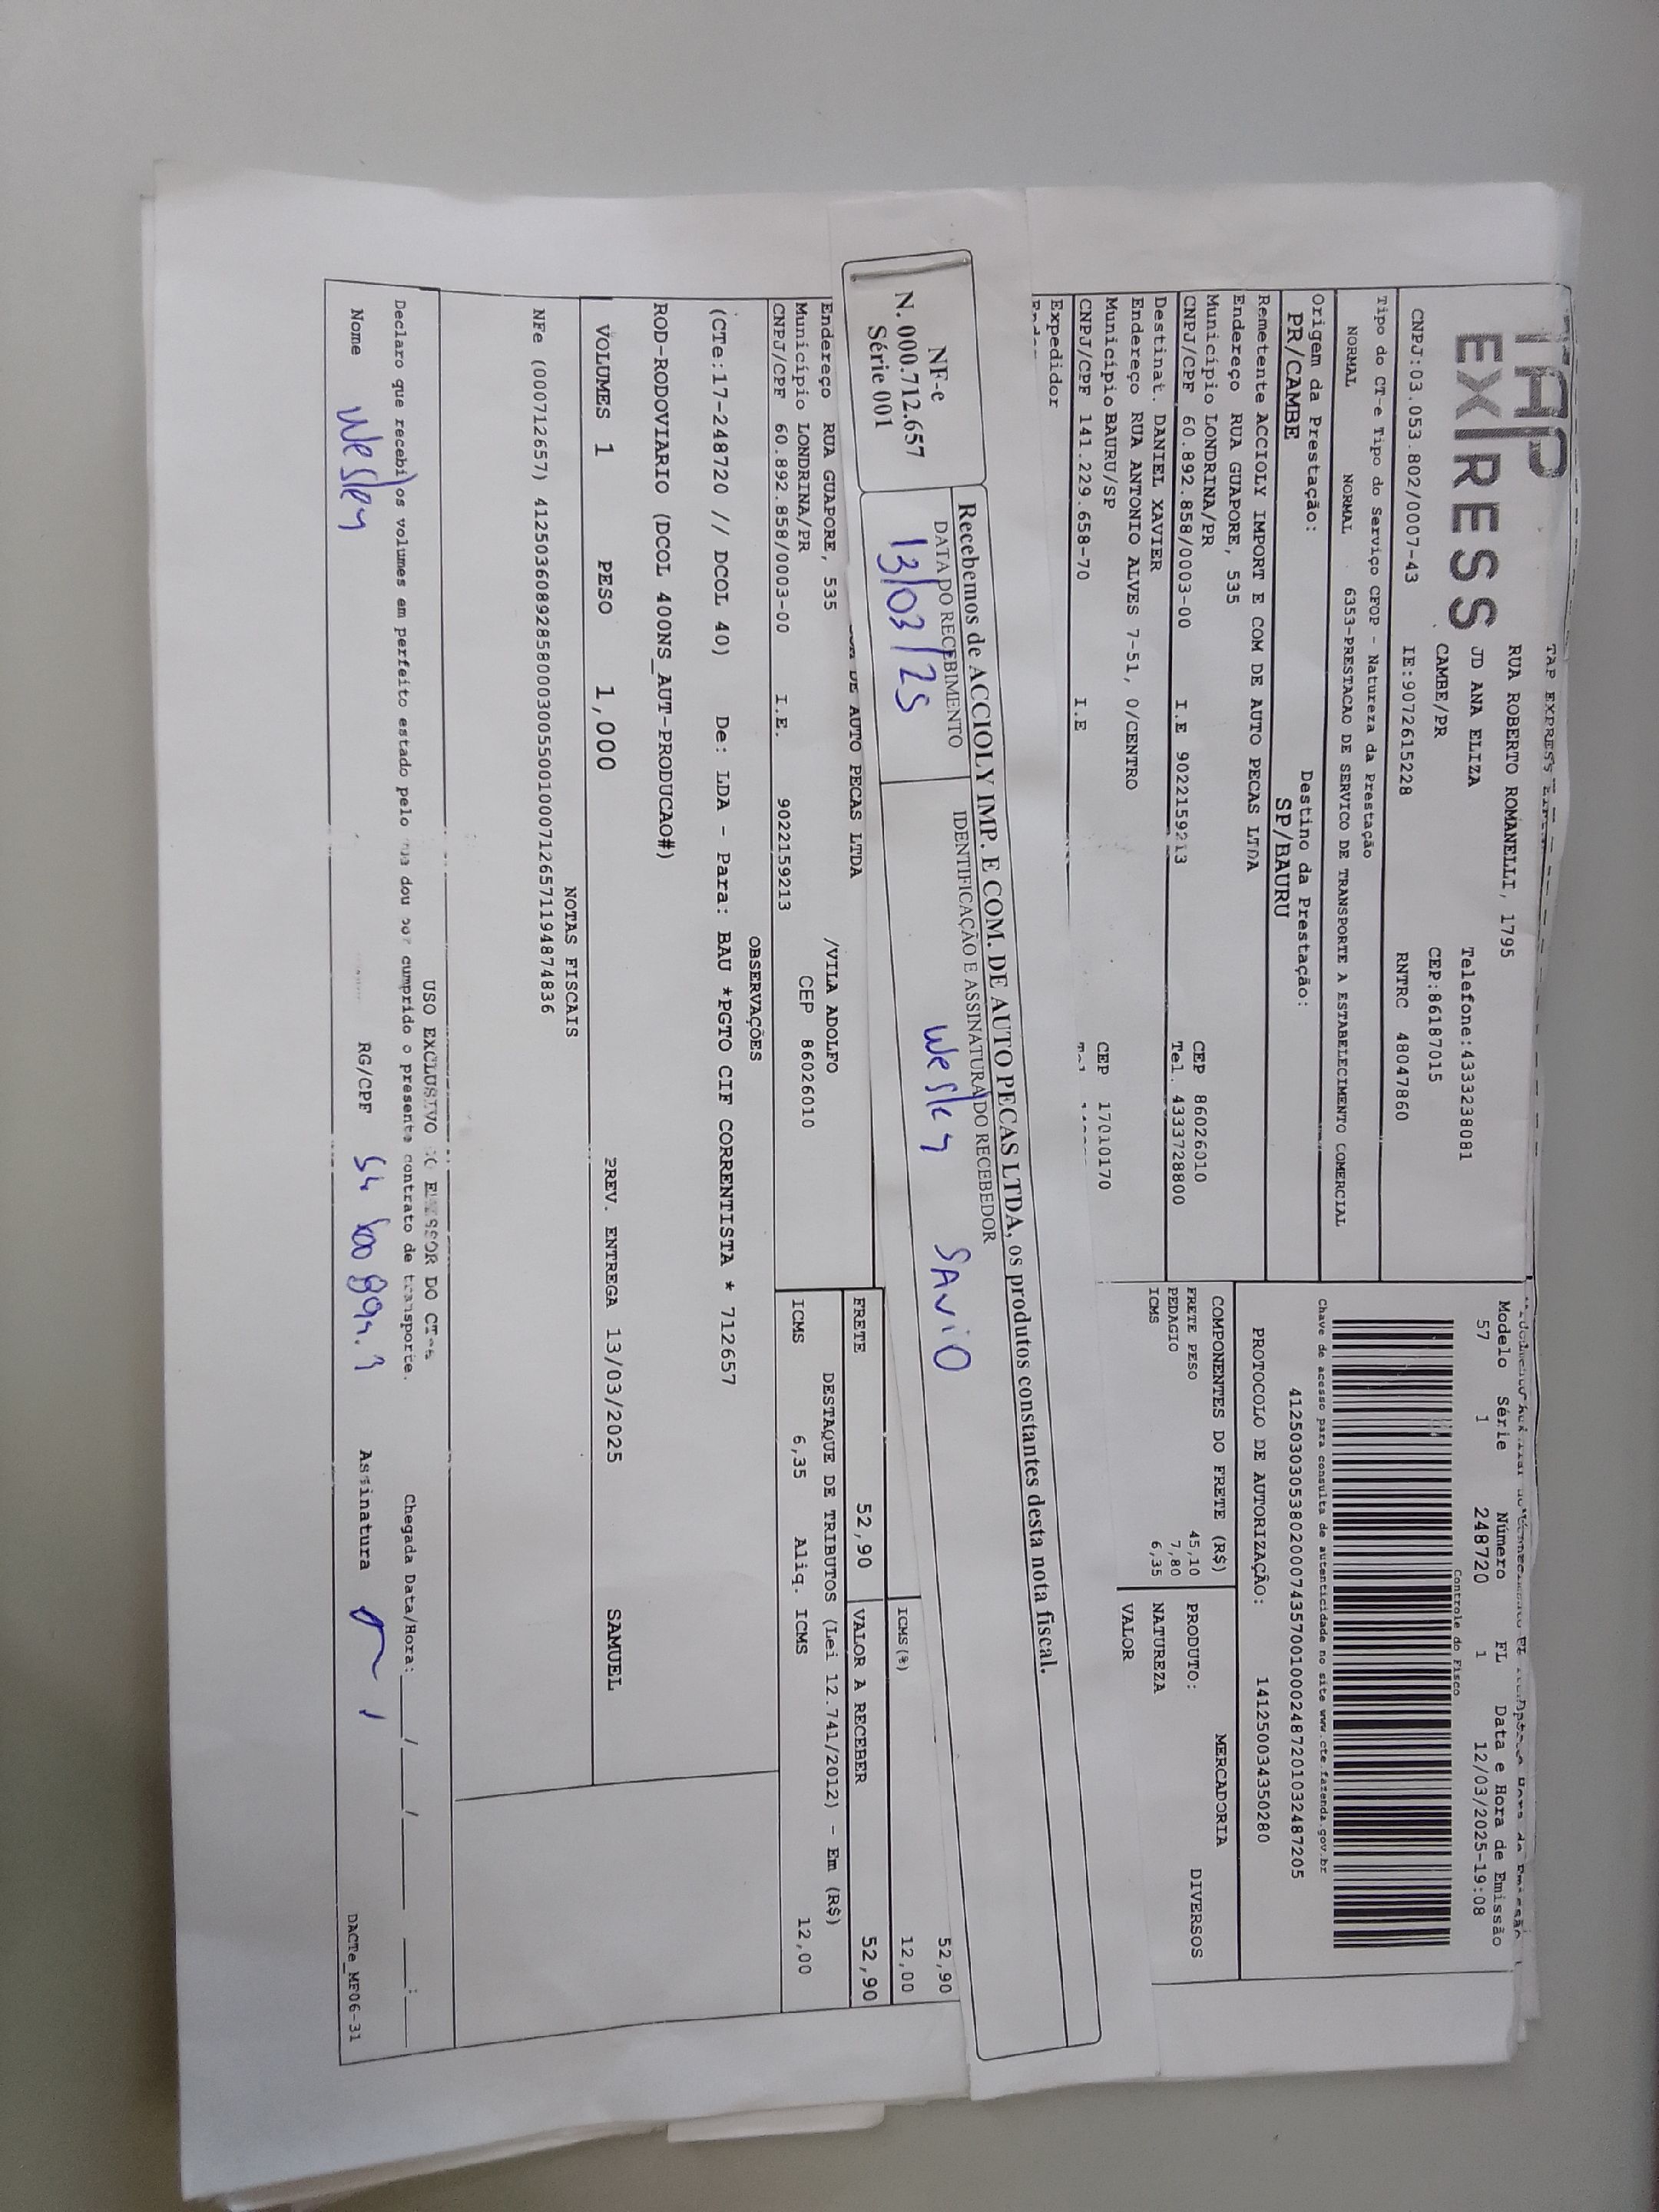 TAP
EXPRESS
RUA ROBERTO ROMANELLI, 1795
JD ANA ELIZA Telefone:4333238081
CAMBE/PR CEP:86187015
CNPJ:03.053.802/0007-43 IE:9072615228 RNTRC 48047860
Tipo do CT-e Tipo do Serviço CFOP - Natureza da Prestação
NORMAL NORMAL 6353-PRESTACAO DE SERVICO DE TRANSPORTE A ESTABELECIMENTO COMERCIAL
Origem da Prestação: Destino da Prestação:
PR/CAMBE SP/BAURU
Remetente ACCIOLY IMPORT E COM DE AUTO PECAS LTDA
Endereço RUA GUAPORE, 535
Município LONDRINA/PR CEP 86026010
CNPJ/CPF 60.892.858/0003-00 I.E 9022159213 Tel. 4333728800
Destinat. DANIEL XAVIER
Endereço RUA ANTONIO ALVES 7-51, 0/CENTRO
Município BAURU/SP CEP 17010170
CNPJ/CPF 141.229.658-70 I.E
Expedidor
Modelo Série Número FL Data e Hora de Emissão
57 1 248720 1 12/03/2025-19:08
Controle do Fisco
Chave de acesso para consulta de autenticidade no site www.cte.fazenda.gov.br
41250303053802000743570010002487201032487205
PROTOCOLO DE AUTORIZAÇÃO: 141250034350280
COMPONENTES DO FRETE (R$) MERCADORIA
FRETE PESO 45,10 PRODUTO: DIVERSOS
PEDAGIO 7,80
ICMS 6,35 NATUREZA
VALOR
Recebemos de ACCIOLY IMP. E COM. DE AUTO PECAS LTDA, os produtos constantes desta nota fiscal.
NF-e DATA DO RECEBIMENTO IDENTIFICAÇÃO E ASSINATURA DO RECEBEDOR
N. 000.712.657 13/03/25 Wesley SAViO
Série 001
52,90
ICMS(%) 12,00
DE AUTO PECAS LTDA
FRETE 52,90 VALOR A RECEBER 52,90
Endereço RUA GUAPORE, 535 /VILA ADOLFO
DESTAQUE DE TRIBUTOS (Lei 12.741/2012) - Em (R$)
Município LONDRINA/PR CEP 86026010
ICMS 6,35 Aliq. ICMS 12,00
CNPJ/CPF 60.892.858/0003-00 I.E. 9022159213
OBSERVAÇÕES
(CTe:17-248720 // DCOL 40) De: LDA - Para: BAU *PGTO CIF CORRENTISTA * 712657
ROD-RODOVIARIO (DCOL 400NS_AUT-PRODUCAO#)
VOLUMES 1 PESO 1,000 PREV. ENTREGA 13/03/2025 SAMUEL
NOTAS FISCAIS
NFe (000712657) 41250360892858000300550010007126571194874836
USO EXCLUSIVO DO EMISSOR DO CT-e
Declaro que recebi os volumes em perfeito estado pelo que dou por cumprido o presente contrato de transporte. Chegada Data/Hora: ___/___/___ ___:___
Nome Wesley RG/CPF Assinatura
DACTe_MF06-31